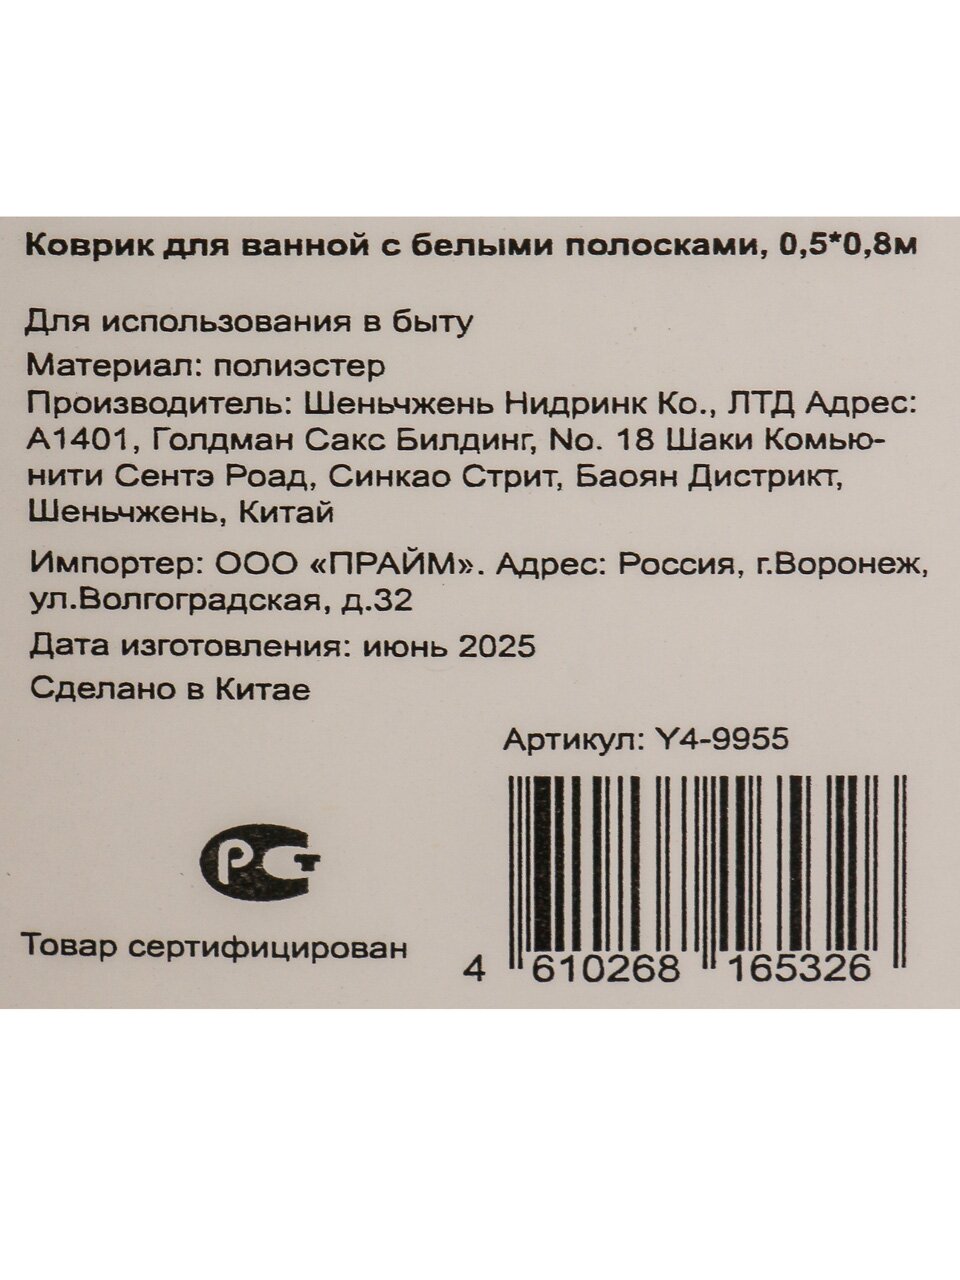 Коврик для ванной с белыми полосками, 0,5*0,8м
Для использования в быту
Материал: полиэстер
Производитель: Шеньчжень Нидринк Ко., ЛТД Адрес:
А1401, Голдман Сакс Билдинг, No. 18 Шаки Комью-
нити Сентэ Роад, Синкао Стрит, Баоян Дистрикт,
Шеньчжень, Китай
Импортер: ООО «ПРАЙМ». Адрес: Россия, г.Воронеж,
ул.Волгоградская, д.32
Дата изготовления: июнь 2025
Сделано в Китае
Артикул: Y4-9955
РСТ
Товар сертифицирован
4 610268 165326